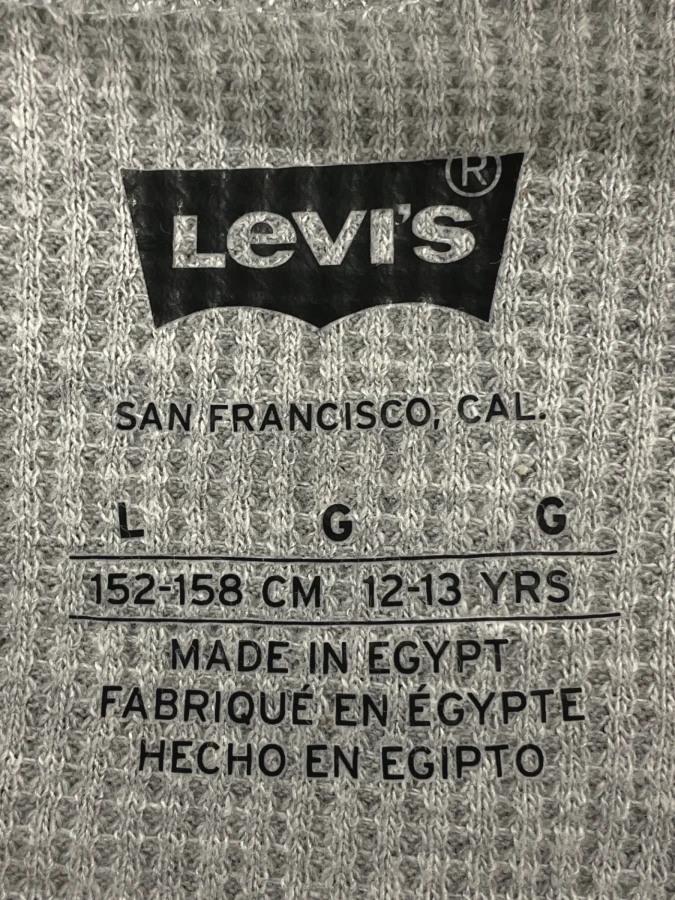 LEVI'S ®
SAN FRANCISCO, CAL.
L G G
152-158 CM 12-13 YRS
MADE IN EGYPT
FABRIQUÉ EN ÉGYPTE
HECHO EN EGIPTO